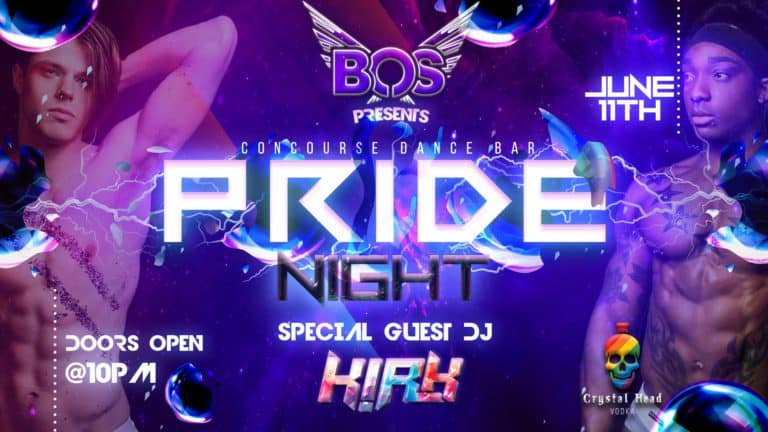 BOS
PRESENTS
JUNE
11TH
CONCOURSE DANCE BAR
PRIDE
NIGHT
SPECIAL GUEST DJ
KIRK
DOORS OPEN
@10PM
Crystal Head
VODKA